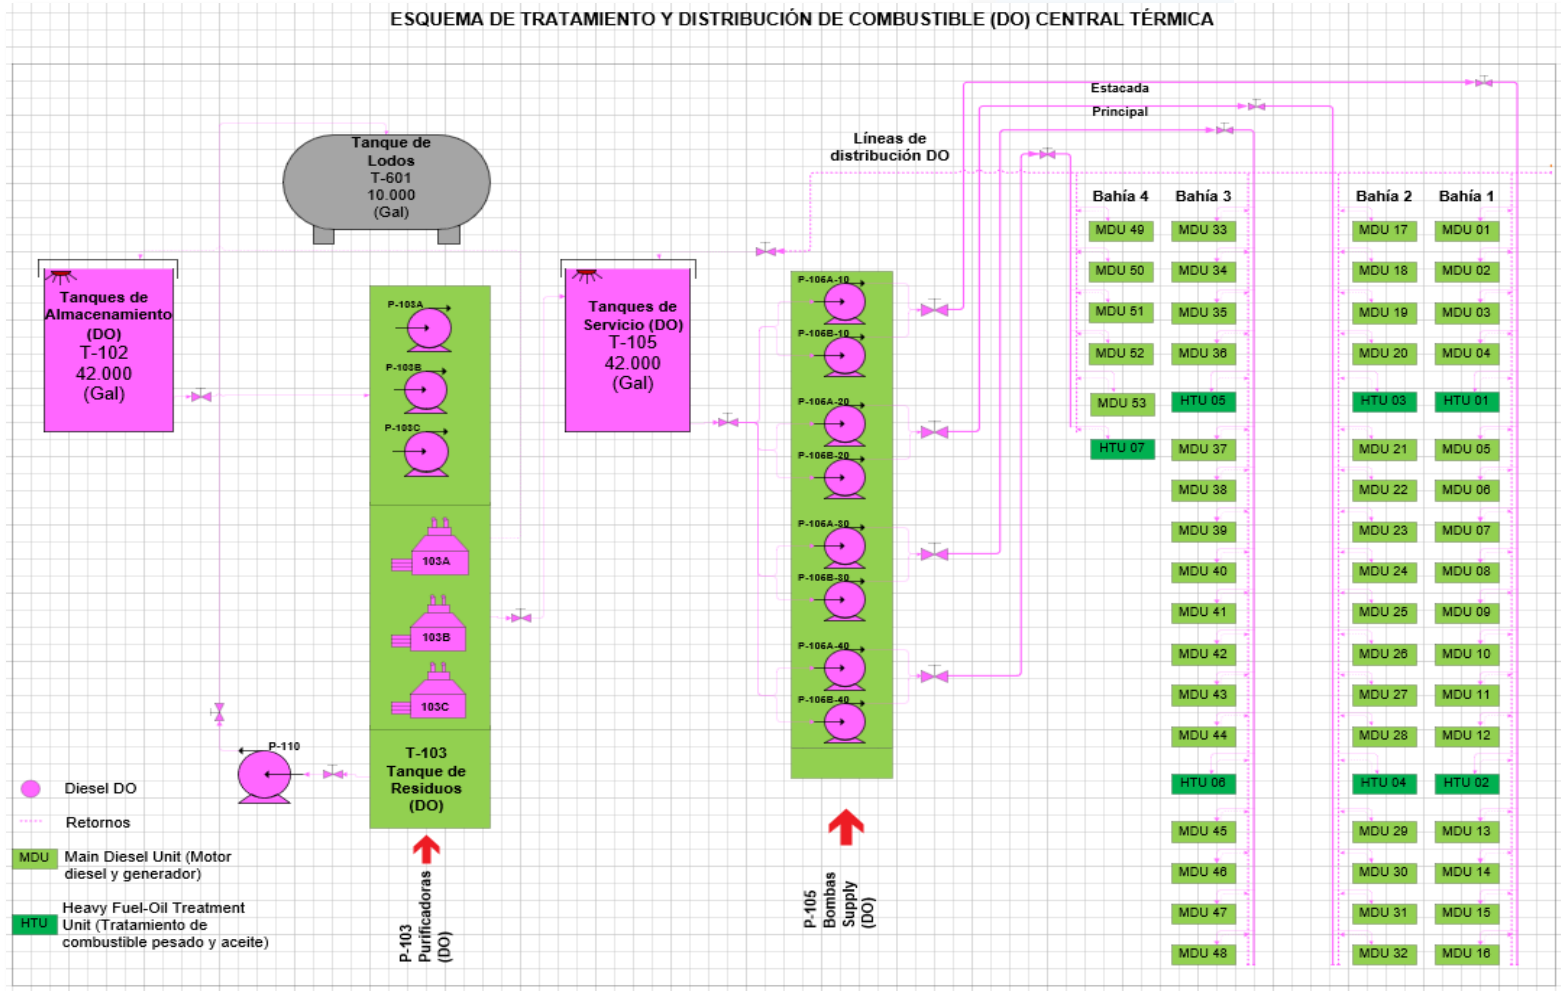 ESQUEMA DE TRATAMIENTO Y DISTRIBUCIÓN DE COMBUSTIBLE (DO) CENTRAL TÉRMICA
Estacada
Principal
Líneas de
distribución DO
Tanque de
Lodos
T-601
10.000
(Gal)
Tanques de
Almacenamiento
(DO)
T-102
42.000
(Gal)
P-103A
P-103B
P-103C
103A
103B
103C
T-103
Tanque de
Residuos
(DO)
P-110
P-103
Purificadoras
(DO)
Tanques de
Servicio (DO)
T-105
42.000
(Gal)
P-106A-10
P-106B-10
P-106A-20
P-106B-20
P-106A-30
P-106B-30
P-106A-40
P-106B-40
P-105
Bombas
Supply
(DO)
Bahía 4
MDU 49
MDU 50
MDU 51
MDU 52
MDU 53
HTU 07
Bahía 3
MDU 33
MDU 34
MDU 35
MDU 36
HTU 05
MDU 37
MDU 38
MDU 39
MDU 40
MDU 41
MDU 42
MDU 43
MDU 44
HTU 06
MDU 45
MDU 46
MDU 47
MDU 48
Bahía 2
MDU 17
MDU 18
MDU 19
MDU 20
HTU 03
MDU 21
MDU 22
MDU 23
MDU 24
MDU 25
MDU 26
MDU 27
MDU 28
HTU 04
MDU 29
MDU 30
MDU 31
MDU 32
Bahía 1
MDU 01
MDU 02
MDU 03
MDU 04
HTU 01
MDU 05
MDU 06
MDU 07
MDU 08
MDU 09
MDU 10
MDU 11
MDU 12
HTU 02
MDU 13
MDU 14
MDU 15
MDU 16
Diesel DO
Retornos
MDU
Main Diesel Unit (Motor
diesel y generador)
HTU
Heavy Fuel-Oil Treatment
Unit (Tratamiento de
combustible pesado y aceite)